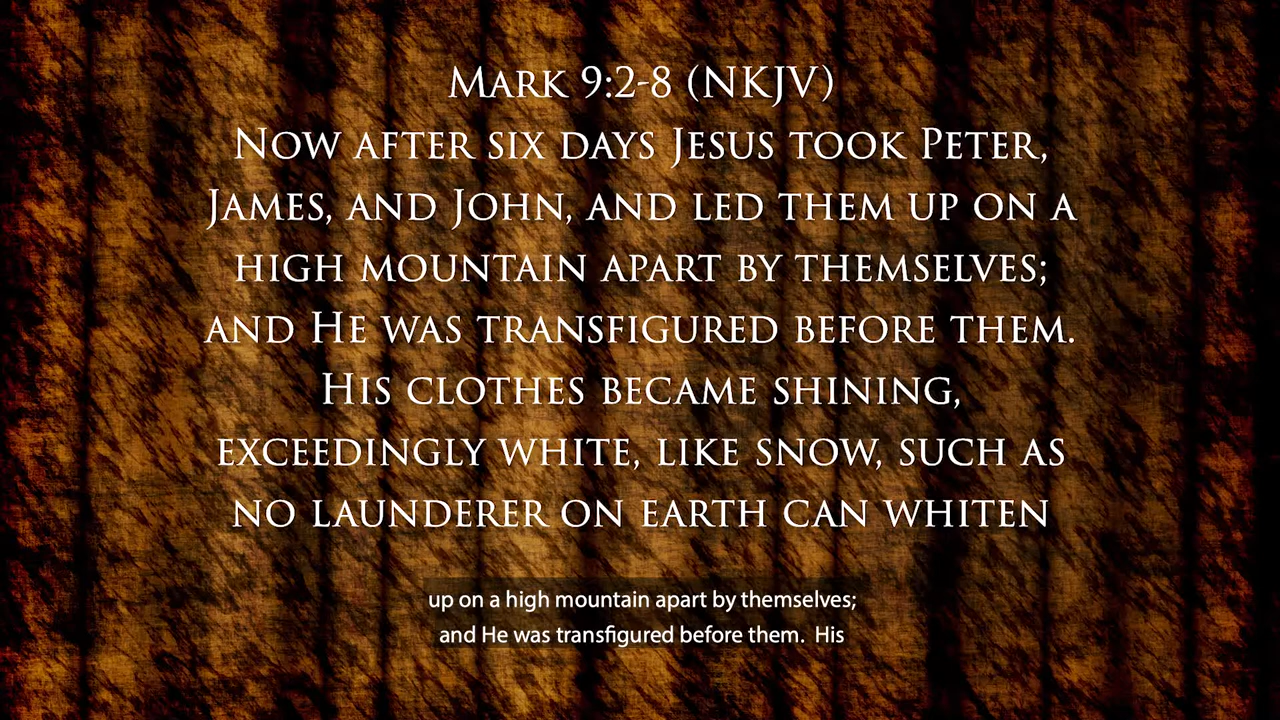 Mark 9:2-8 (NKJV)
Now after six days Jesus took Peter,
James, and John, and led them up on a
high mountain apart by themselves;
and He was transfigured before them.
His clothes became shining,
exceedingly white, like snow, such as
no launderer on earth can whiten
up on a high mountain apart by themselves;
and He was transfigured before them.  His